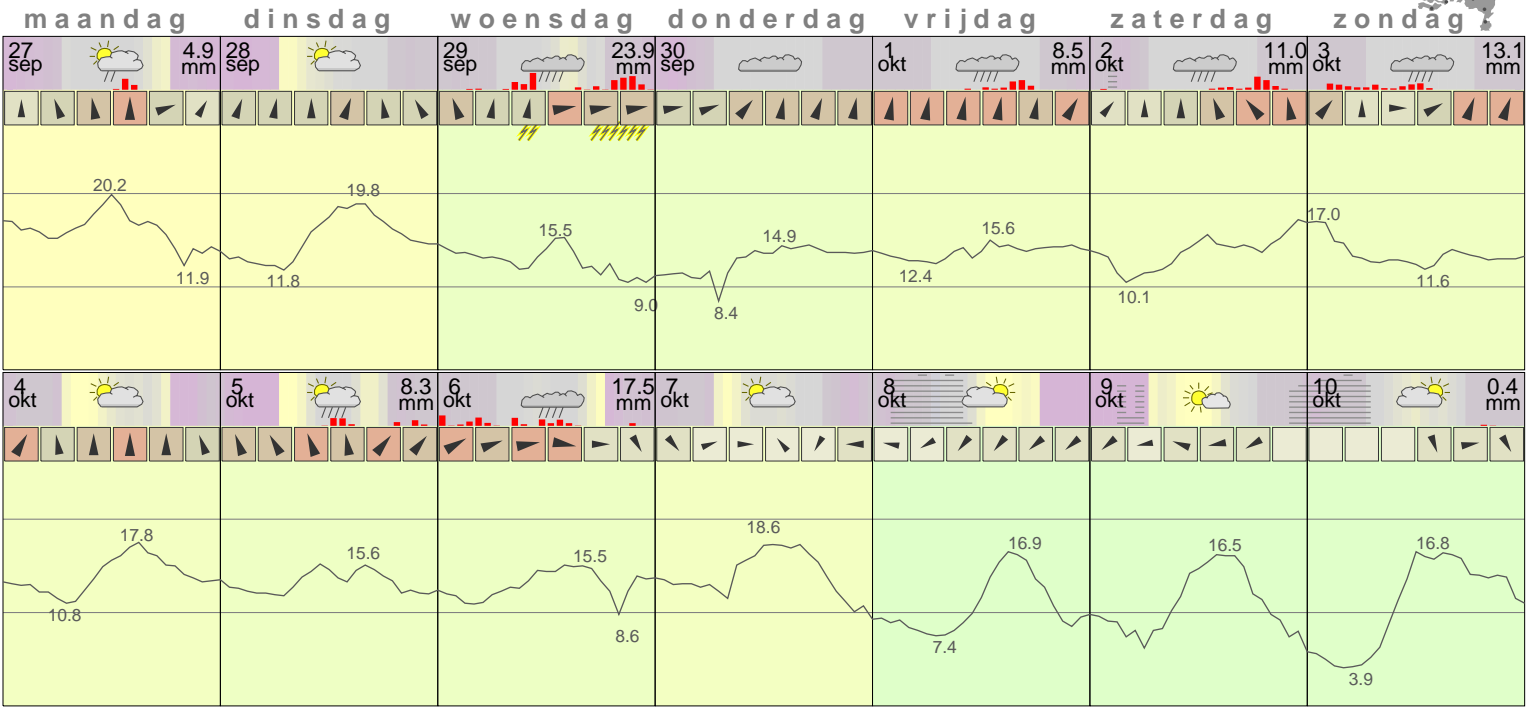 maandag dinsdag woensdag donderdag vrijdag zaterdag zondag
27 sep 4.9 mm
28 sep
29 sep 23.9 mm
30 sep
1 okt 8.5 mm
2 okt 11.0 mm
3 okt 13.1 mm
20.2
11.9
11.8
19.8
15.5
9.0
8.4
14.9
12.4
15.6
10.1
17.0
11.6
4 okt
5 okt 8.3 mm
6 okt 17.5 mm
7 okt
8 okt
9 okt
10 okt 0.4 mm
10.8
17.8
15.6
15.5
8.6
18.6
7.4
16.9
16.5
3.9
16.8